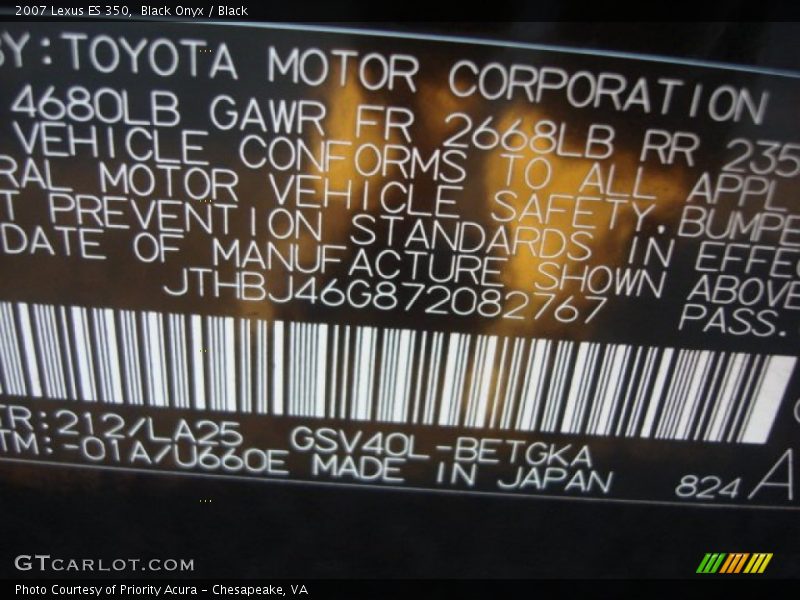 2007 Lexus ES 350, Black Onyx / Black
BY: TOYOTA MOTOR CORPORATION
4680LB GAWR FR 2668LB RR 235
VEHICLE CONFORMS TO ALL APPL
RAL MOTOR VEHICLE SAFETY, BUMPE
T PREVENTION STANDARDS IN EFFEC
DATE OF MANUFACTURE SHOWN ABOVE
JTHBJ46G872082767 PASS.
TR:212/LA25 GSV40L-BETGKA
TM:-01A/U660E MADE IN JAPAN 824 A
GTCARLOT.COM
Photo Courtesy of Priority Acura - Chesapeake, VA